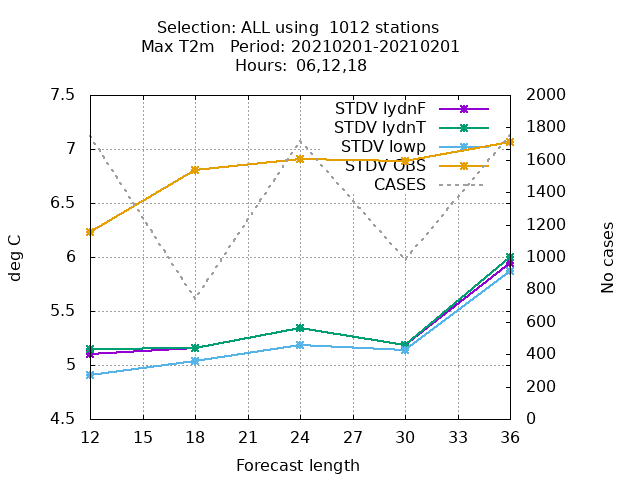 Selection: ALL using  1012 stations
Max T2m   Period: 20210201-20210201
Hours:  06,12,18
7.5
7
6.5
6
5.5
5
4.5
2000
1800
1600
1400
1200
1000
800
600
400
200
0
deg C
No cases
STDV lydnF
STDV lydnT
STDV lowp
STDV OBS
CASES
12 15 18 21 24 27 30 33 36
Forecast length